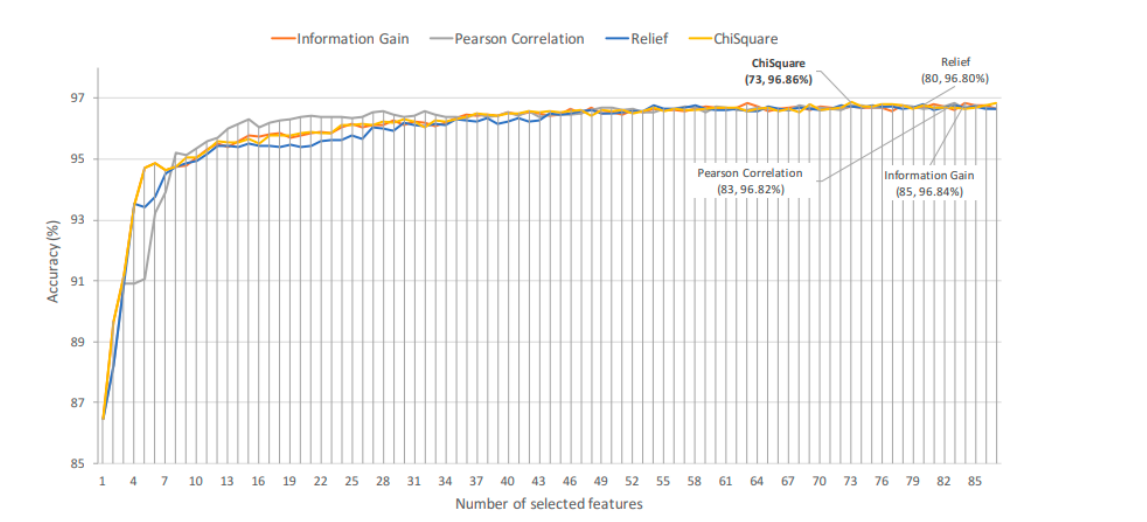 Information Gain Pearson Correlation Relief ChiSquare
ChiSquare
(73, 96.86%)
Relief
(80, 96.80%)
Pearson Correlation
(83, 96.82%)
Information Gain
(85, 96.84%)
Accuracy (%)
97
95
93
91
89
87
85
1 4 7 10 13 16 19 22 25 28 31 34 37 40 43 46 49 52 55 58 61 64 67 70 73 76 79 82 85
Number of selected features